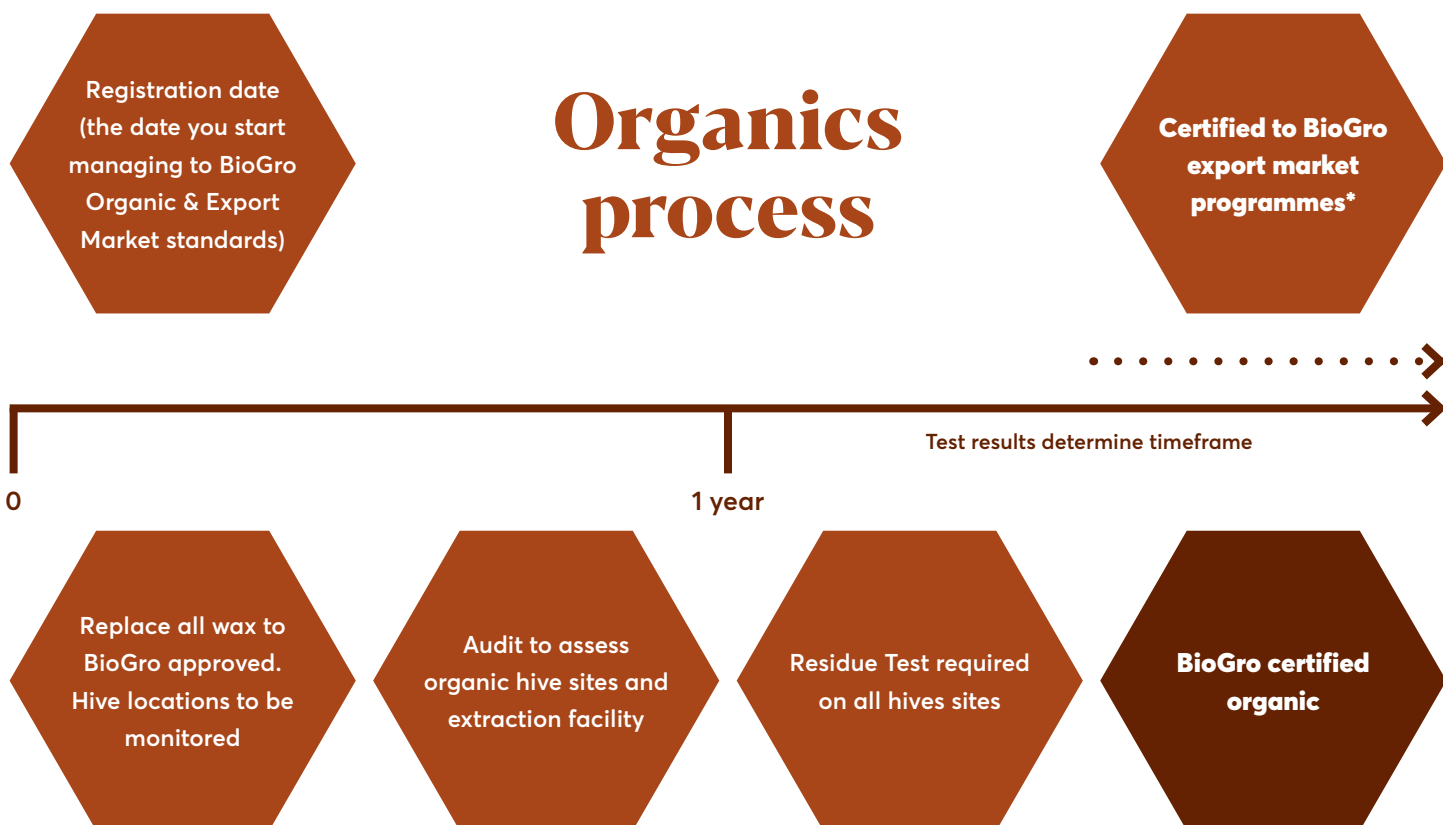 Registration date
(the date you start
managing to BioGro
Organic & Export
Market standards)
Organics
process
Certified to BioGro
export market
programmes*
Test results determine timeframe
0
1 year
Replace all wax to
BioGro approved.
Hive locations to be
monitored
Audit to assess
organic hive sites and
extraction facility
Residue Test required
on all hives sites
BioGro certified
organic